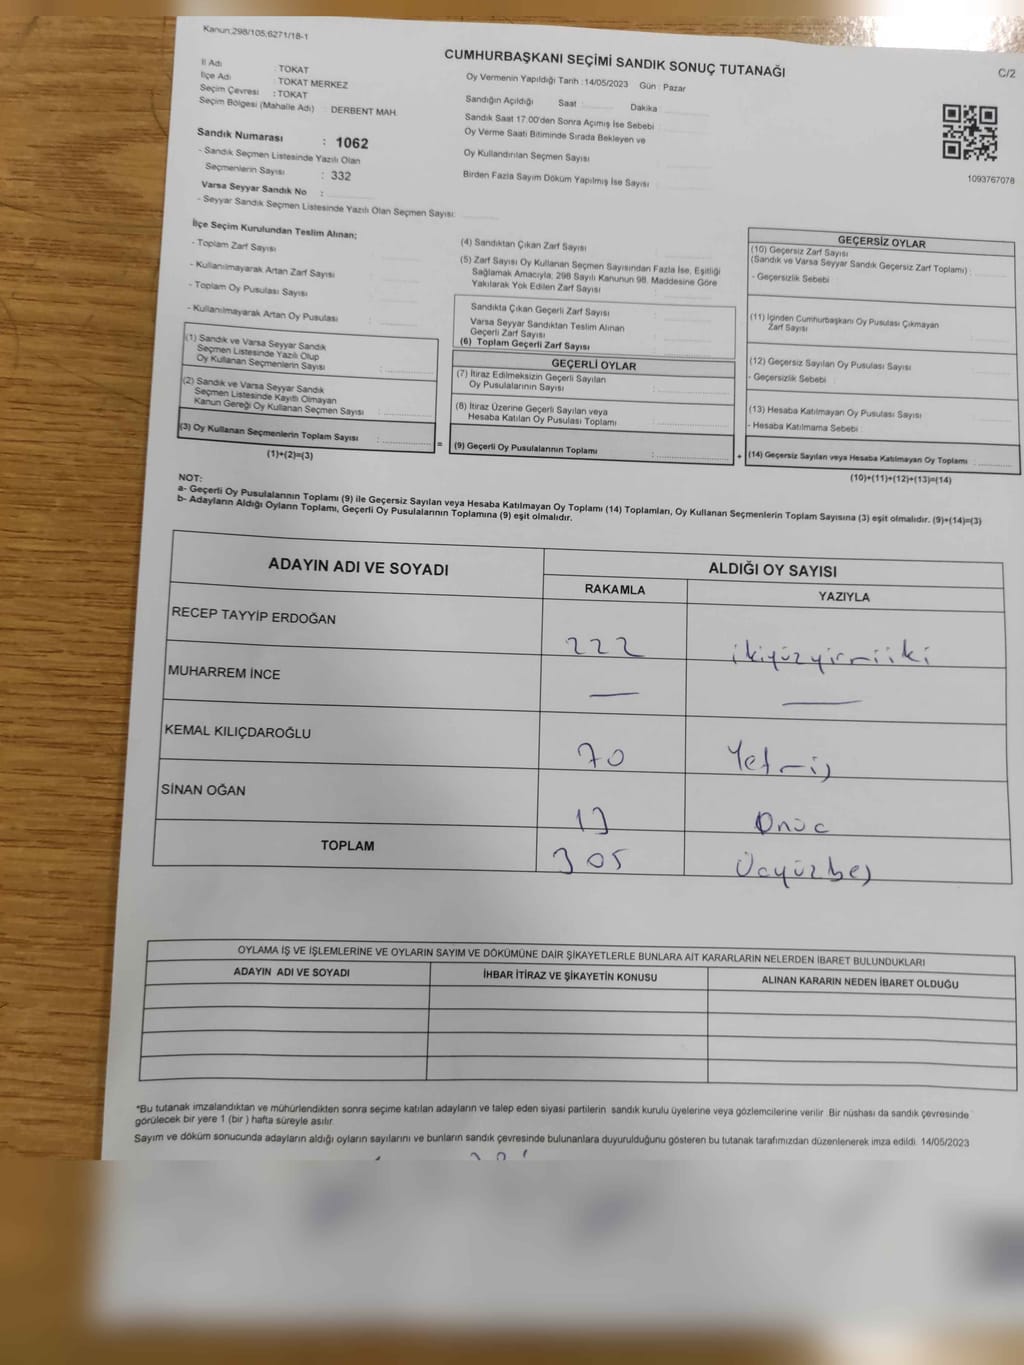 Kanun:298/105;6271/18-1
CUMHURBAŞKANI SEÇİMİ SANDIK SONUÇ TUTANAĞI
C/2
İl Adı : TOKAT
İlçe Adı : TOKAT MERKEZ
Seçim Çevresi : TOKAT
Seçim Bölgesi (Mahalle Adı) : DERBENT MAH.
Sandık Numarası : 1062
- Sandık Seçmen Listesinde Yazılı Olan
Seçmenlerin Sayısı : 332
Varsa Seyyar Sandık No :
- Seyyar Sandık Seçmen Listesinde Yazılı Olan Seçmen Sayısı:
Oy Vermenin Yapıldığı Tarih : 14/05/2023 Gün : Pazar
Sandığın Açıldığı Saat Dakika :
Sandık Saat 17:00'den Sonra Açımış İse Sebebi :
Oy Verme Saati Bitiminde Sırada Bekleyen ve
Oy Kullandırılan Seçmen Sayısı
Birden Fazla Sayım Döküm Yapılmış İse Sayısı :
1093767078
İlçe Seçim Kurulundan Teslim Alınan;
- Toplam Zarf Sayısı
- Kullanılmayarak Artan Zarf Sayısı
- Toplam Oy Pusulası Sayısı
- Kullanılmayarak Artan Oy Pusulası :
(1) Sandık ve Varsa Seyyar Sandık
Seçmen Listesinde Yazılı Olup
Oy Kullanan Seçmenlerin Sayısı :
(2) Sandık ve Varsa Seyyar Sandık
Seçmen Listesinde Kayıtlı Olmayan
Kanun Gereği Oy Kullanan Seçmen Sayısı :
(3) Oy Kullanan Seçmenlerin Toplam Sayısı :
(1)+(2)=(3)
=
(4) Sandıktan Çıkan Zarf Sayısı
(5) Zarf Sayısı Oy Kullanan Seçmen Sayısından Fazla İse, Eşitliği
Sağlamak Amacıyla; 298 Sayılı Kanunun 98. Maddesine Göre
Yakılarak Yok Edilen Zarf Sayısı :
Sandıkta Çıkan Geçerli Zarf Sayısı :
Varsa Seyyar Sandıktan Teslim Alınan
Geçerli Zarf Sayısı :
(6) Toplam Geçerli Zarf Sayısı :
GEÇERLİ OYLAR
(7) İtiraz Edilmeksizin Geçerli Sayılan
Oy Pusulalarının Sayısı :
(8) İtiraz Üzerine Geçerli Sayılan veya
Hesaba Katılan Oy Pusulası Toplamı :
(9) Geçerli Oy Pusulalarının Toplamı :
+
GEÇERSİZ OYLAR
(10) Geçersiz Zarf Sayısı
(Sandık ve Varsa Seyyar Sandık Geçersiz Zarf Toplamı) :
- Geçersizlik Sebebi :
(11) İçinden Cumhurbaşkanı Oy Pusulası Çıkmayan
Zarf Sayısı
(12) Geçersiz Sayılan Oy Pusulası Sayısı :
- Geçersizlik Sebebi :
(13) Hesaba Katılmayan Oy Pusulası Sayısı :
- Hesaba Katılmama Sebebi :
(14) Geçersiz Sayılan veya Hesaba Katılmayan Oy Toplamı :
(10)+(11)+(12)+(13)=(14)
NOT:
a- Geçerli Oy Pusulalarının Toplamı (9) ile Geçersiz Sayılan veya Hesaba Katılmayan Oy Toplamı (14) Toplamları, Oy Kullanan Seçmenlerin Toplam Sayısına (3) eşit olmalıdır. (9)+(14)=(3)
b- Adayların Aldığı Oyların Toplamı, Geçerli Oy Pusulalarının Toplamına (9) eşit olmalıdır.
ADAYIN ADI VE SOYADI ALDIĞI OY SAYISI
RAKAMLA YAZIYLA
RECEP TAYYİP ERDOĞAN 222 ikiyüzyirmiiki
MUHARREM İNCE — —
KEMAL KILIÇDAROĞLU 70 Yetmiş
SİNAN OĞAN 13 Onüc
TOPLAM 305 Ücyüzbeş
OYLAMA İŞ VE İŞLEMLERİNE VE OYLARIN SAYIM VE DÖKÜMÜNE DAİR ŞİKAYETLERLE BUNLARA AİT KARARLARIN NELERDEN İBARET BULUNDUKLARI
ADAYIN ADI VE SOYADI İHBAR İTİRAZ VE ŞİKAYETİN KONUSU ALINAN KARARIN NEDEN İBARET OLDUĞU
*Bu tutanak imzalandıktan ve mühürlendikten sonra seçime katılan adayların ve talep eden siyasi partilerin sandık kurulu üyelerine veya gözlemcilerine verilir. Bir nüshası da sandık çevresinde
görülecek bir yere 1 (bir ) hafta süreyle asılır.
Sayım ve döküm sonucunda adayların aldığı oyların sayılarını ve bunların sandık çevresinde bulunanlara duyurulduğunu gösteren bu tutanak tarafımızdan düzenlenerek imza edildi. 14/05/2023